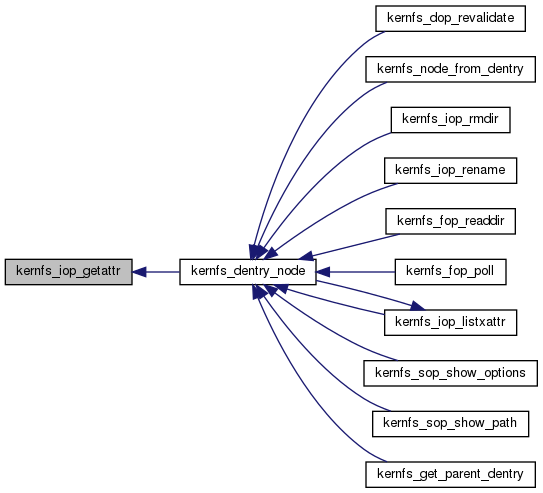 kernfs_dop_revalidate
kernfs_node_from_dentry
kernfs_iop_rmdir
kernfs_iop_rename
kernfs_fop_readdir
kernfs_iop_getattr
kernfs_dentry_node
kernfs_fop_poll
kernfs_iop_listxattr
kernfs_sop_show_options
kernfs_sop_show_path
kernfs_get_parent_dentry